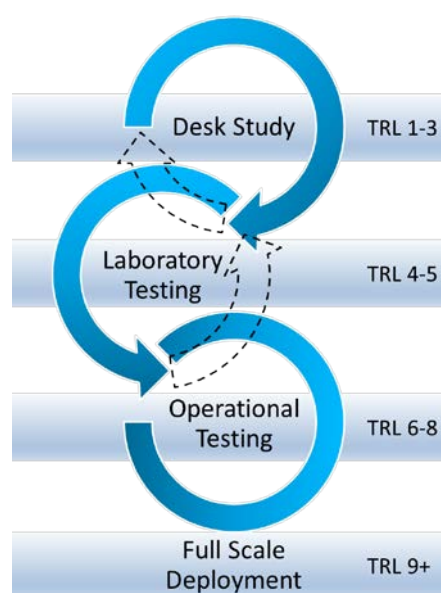 Desk Study
TRL 1-3
Laboratory
Testing
TRL 4-5
Operational
Testing
TRL 6-8
Full Scale
Deployment
TRL 9+